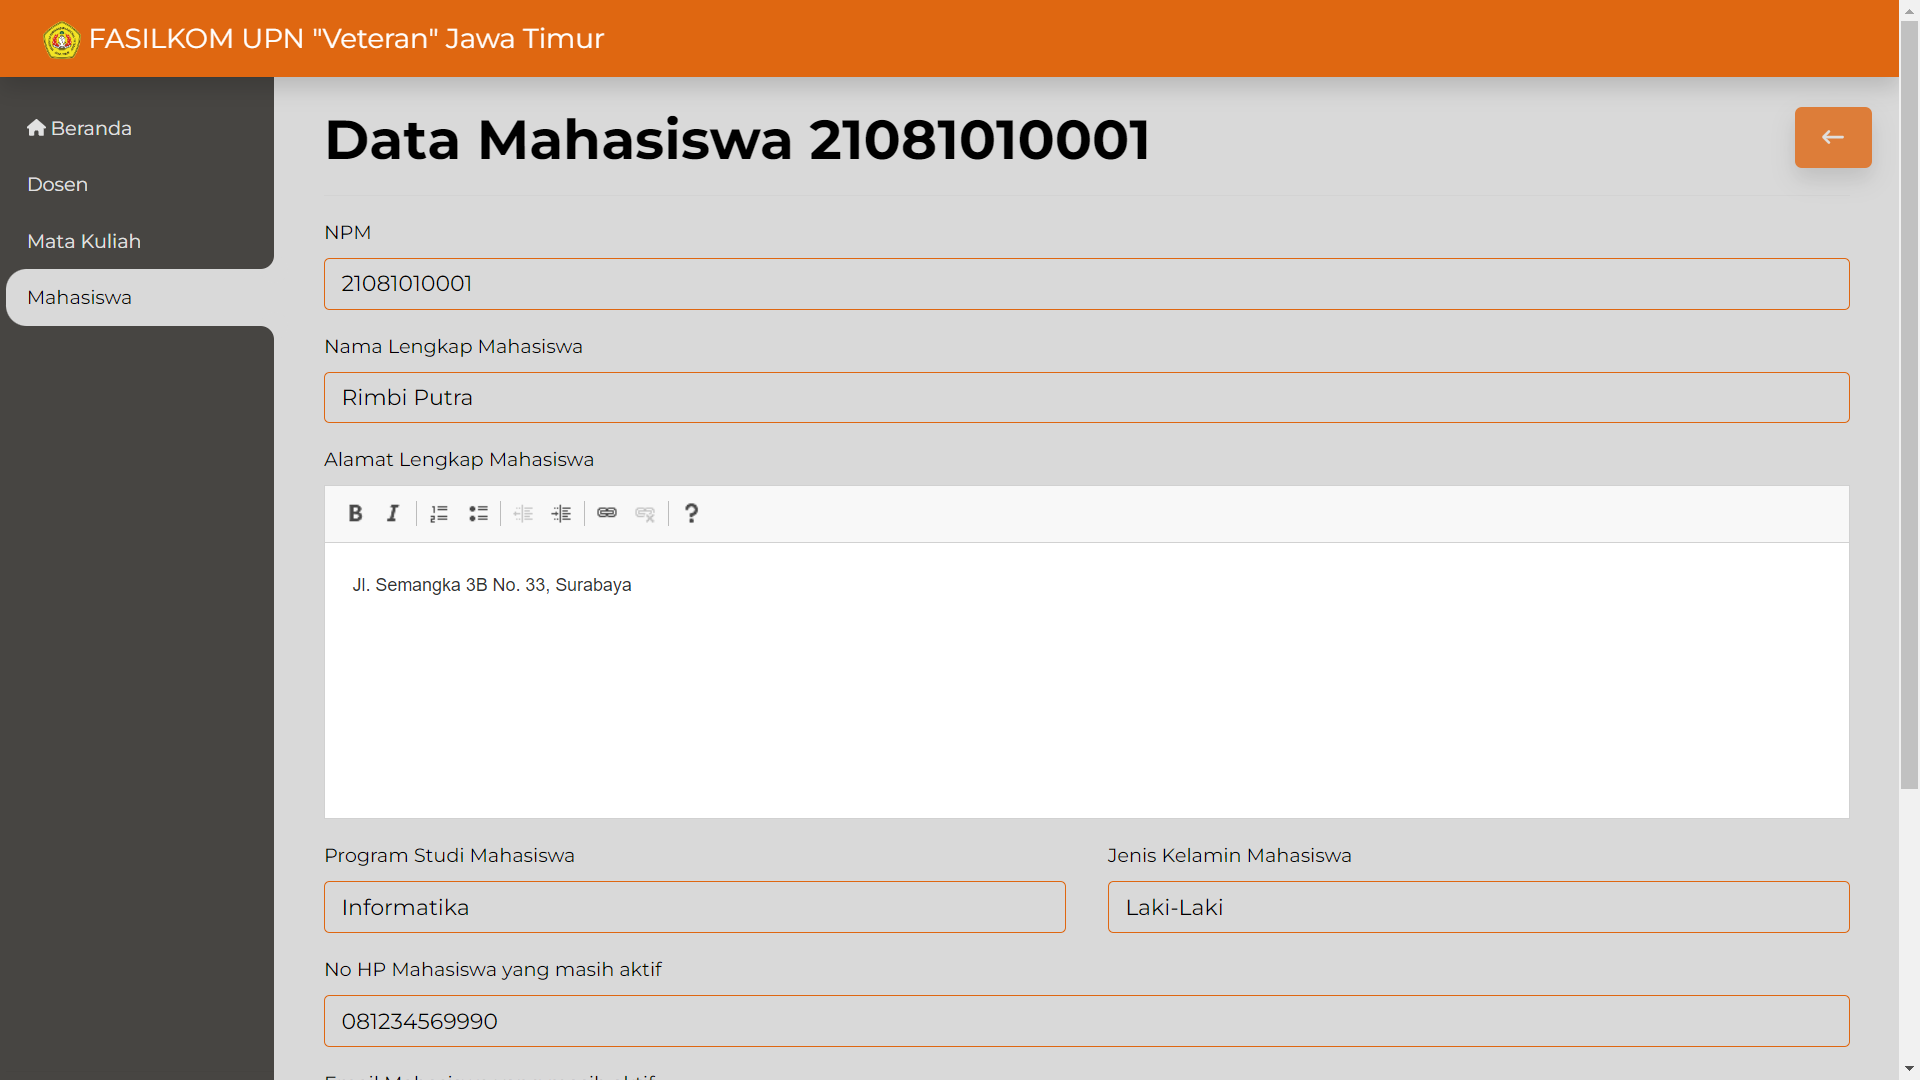 FASILKOM UPN "Veteran" Jawa Timur
Beranda
Dosen
Mata Kuliah
Mahasiswa
Data Mahasiswa 21081010001
NPM
21081010001
Nama Lengkap Mahasiswa
Rimbi Putra
Alamat Lengkap Mahasiswa
B I ?
Jl. Semangka 3B No. 33, Surabaya
Program Studi Mahasiswa
Jenis Kelamin Mahasiswa
Informatika
Laki-Laki
No HP Mahasiswa yang masih aktif
081234569990